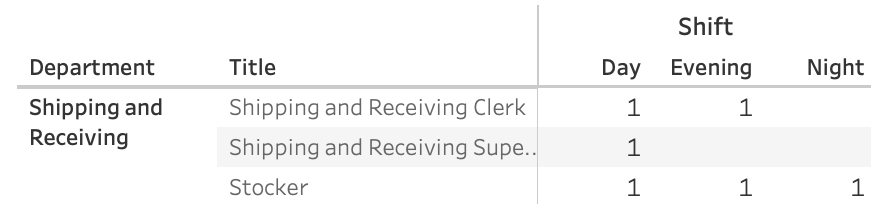 Shift
Department Title Day Evening Night
Shipping and Receiving Shipping and Receiving Clerk 1 1
Shipping and Receiving Supe.. 1
Stocker 1 1 1